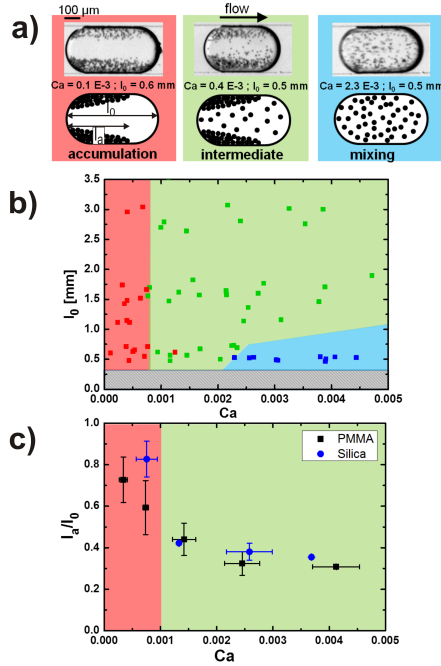 a)
100 μm
flow
Ca = 0.1 E-3 ; l₀ = 0.6 mm
Ca = 0.4 E-3 ; l₀ = 0.5 mm
Ca = 2.3 E-3 ; l₀ = 0.5 mm
l₀
lₐ
accumulation
intermediate
mixing
b)
3.5
3.0
2.5
2.0
1.5
1.0
0.5
0.0
l₀ [mm]
0.000 0.001 0.002 0.003 0.004 0.005
Ca
c)
1.0
0.8
0.6
0.4
0.2
0.0
lₐ/l₀
PMMA
Silica
0.000 0.001 0.002 0.003 0.004 0.005
Ca